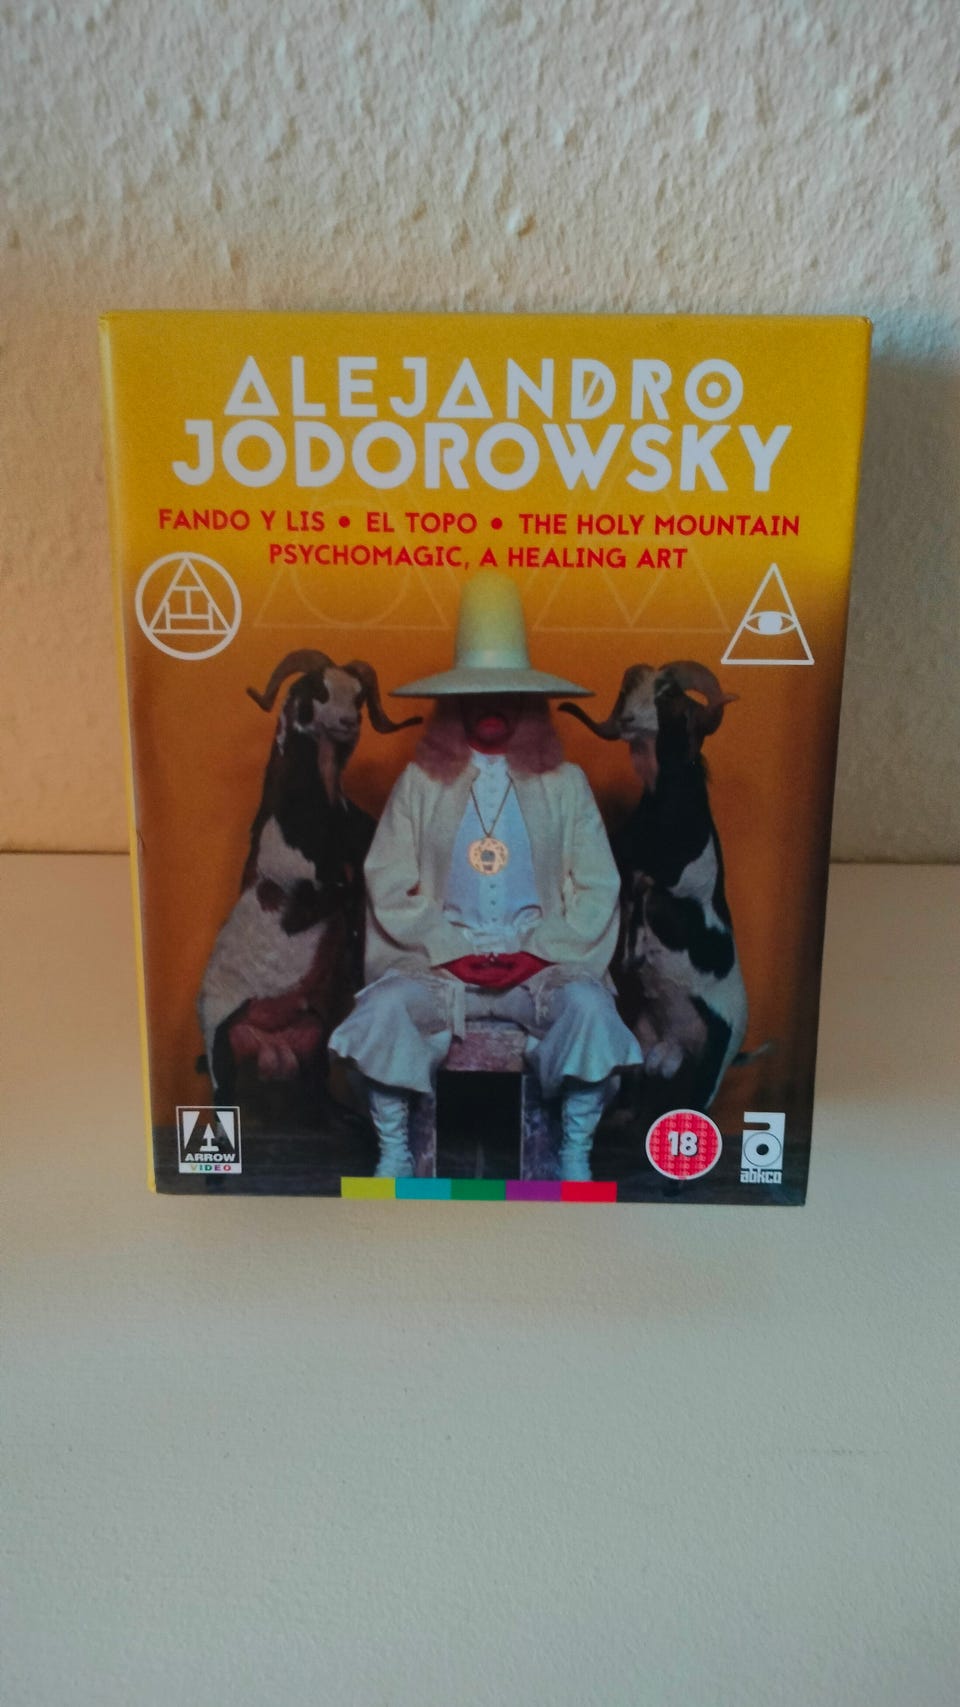 ALEJANDRO
JODOROWSKY
FANDO Y LIS • EL TOPO • THE HOLY MOUNTAIN
PSYCHOMAGIC, A HEALING ART
ARROW
VIDEO
18
abkco